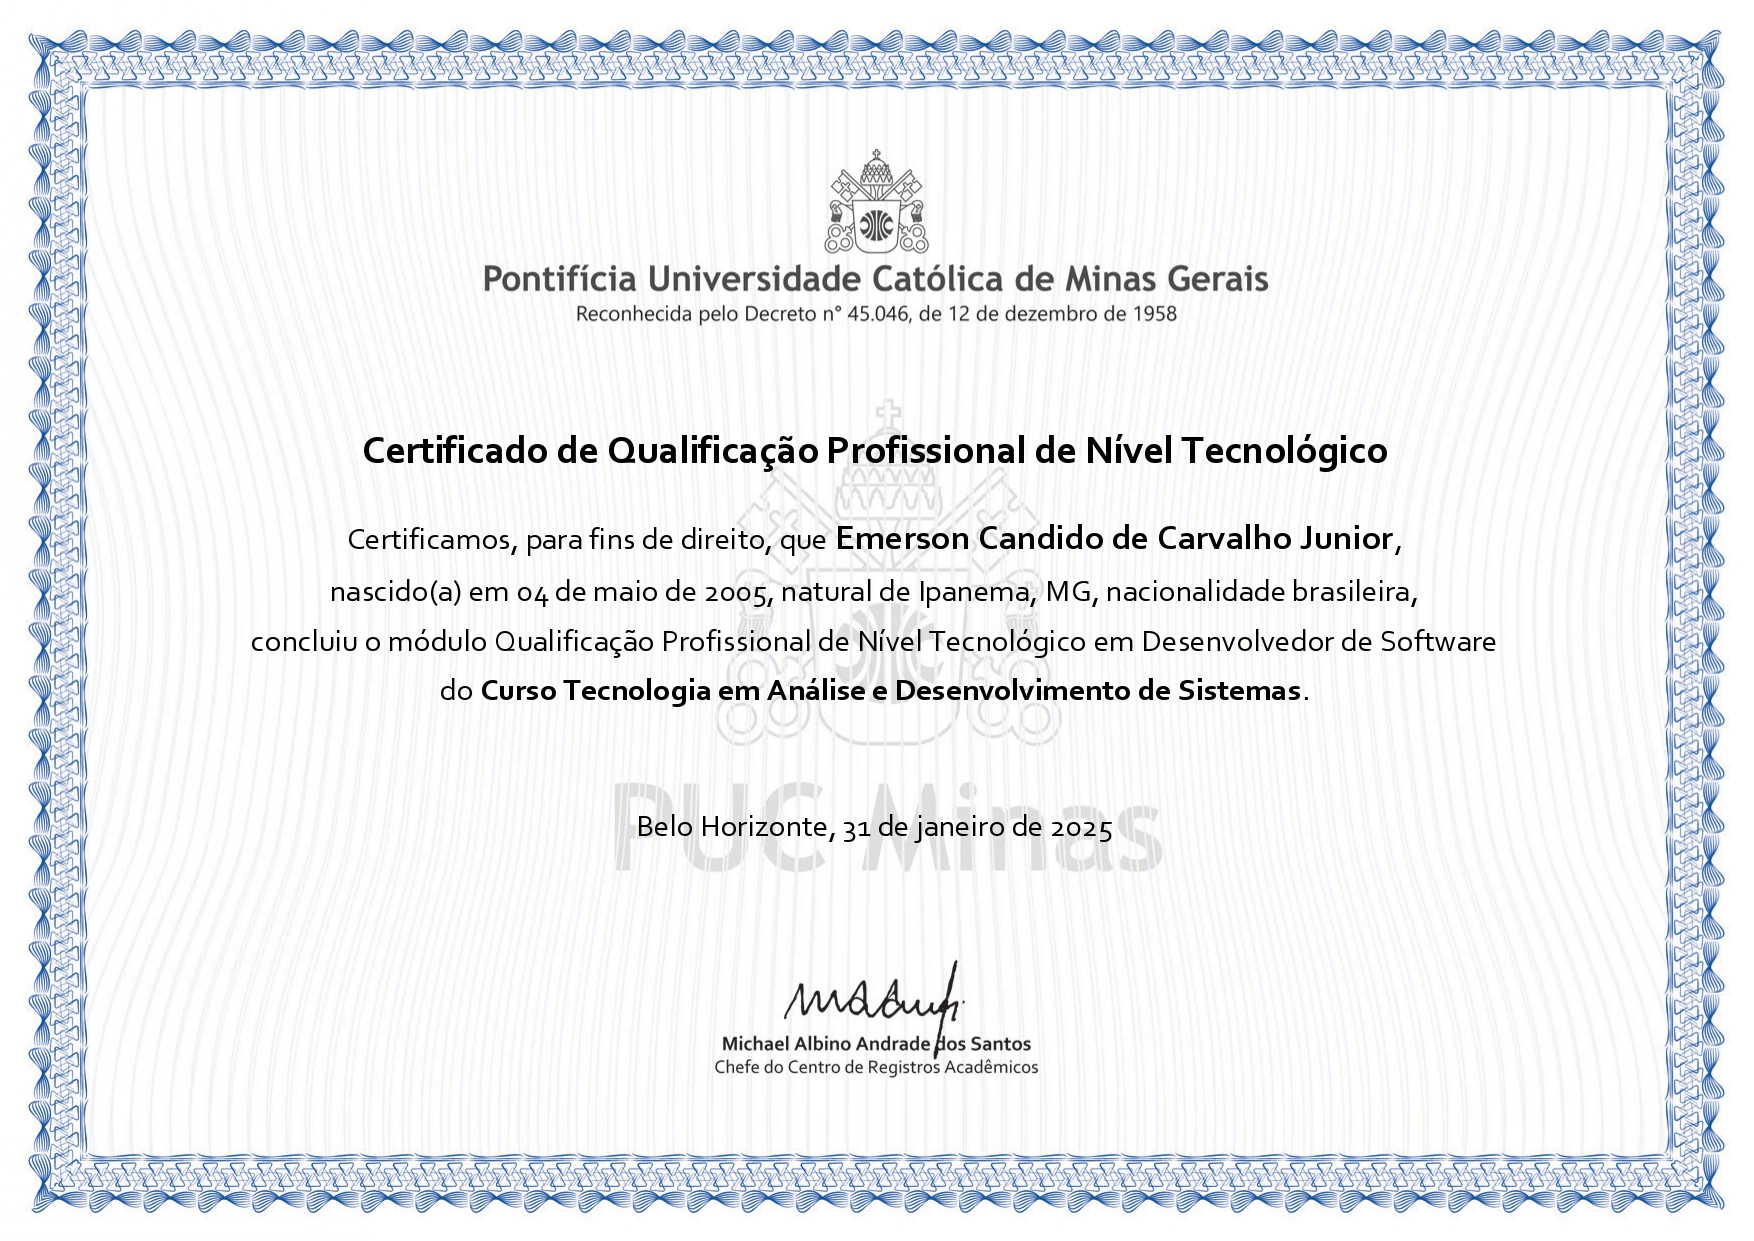 Pontifícia Universidade Católica de Minas Gerais
Reconhecida pelo Decreto n° 45.046, de 12 de dezembro de 1958
Certificado de Qualificação Profissional de Nível Tecnológico
Certificamos, para fins de direito, que Emerson Candido de Carvalho Junior,
nascido(a) em 04 de maio de 2005, natural de Ipanema, MG, nacionalidade brasileira,
concluiu o módulo Qualificação Profissional de Nível Tecnológico em Desenvolvedor de Software
do Curso Tecnologia em Análise e Desenvolvimento de Sistemas.
PUC Minas
Belo Horizonte, 31 de janeiro de 2025
Michael Albino Andrade dos Santos
Chefe do Centro de Registros Acadêmicos